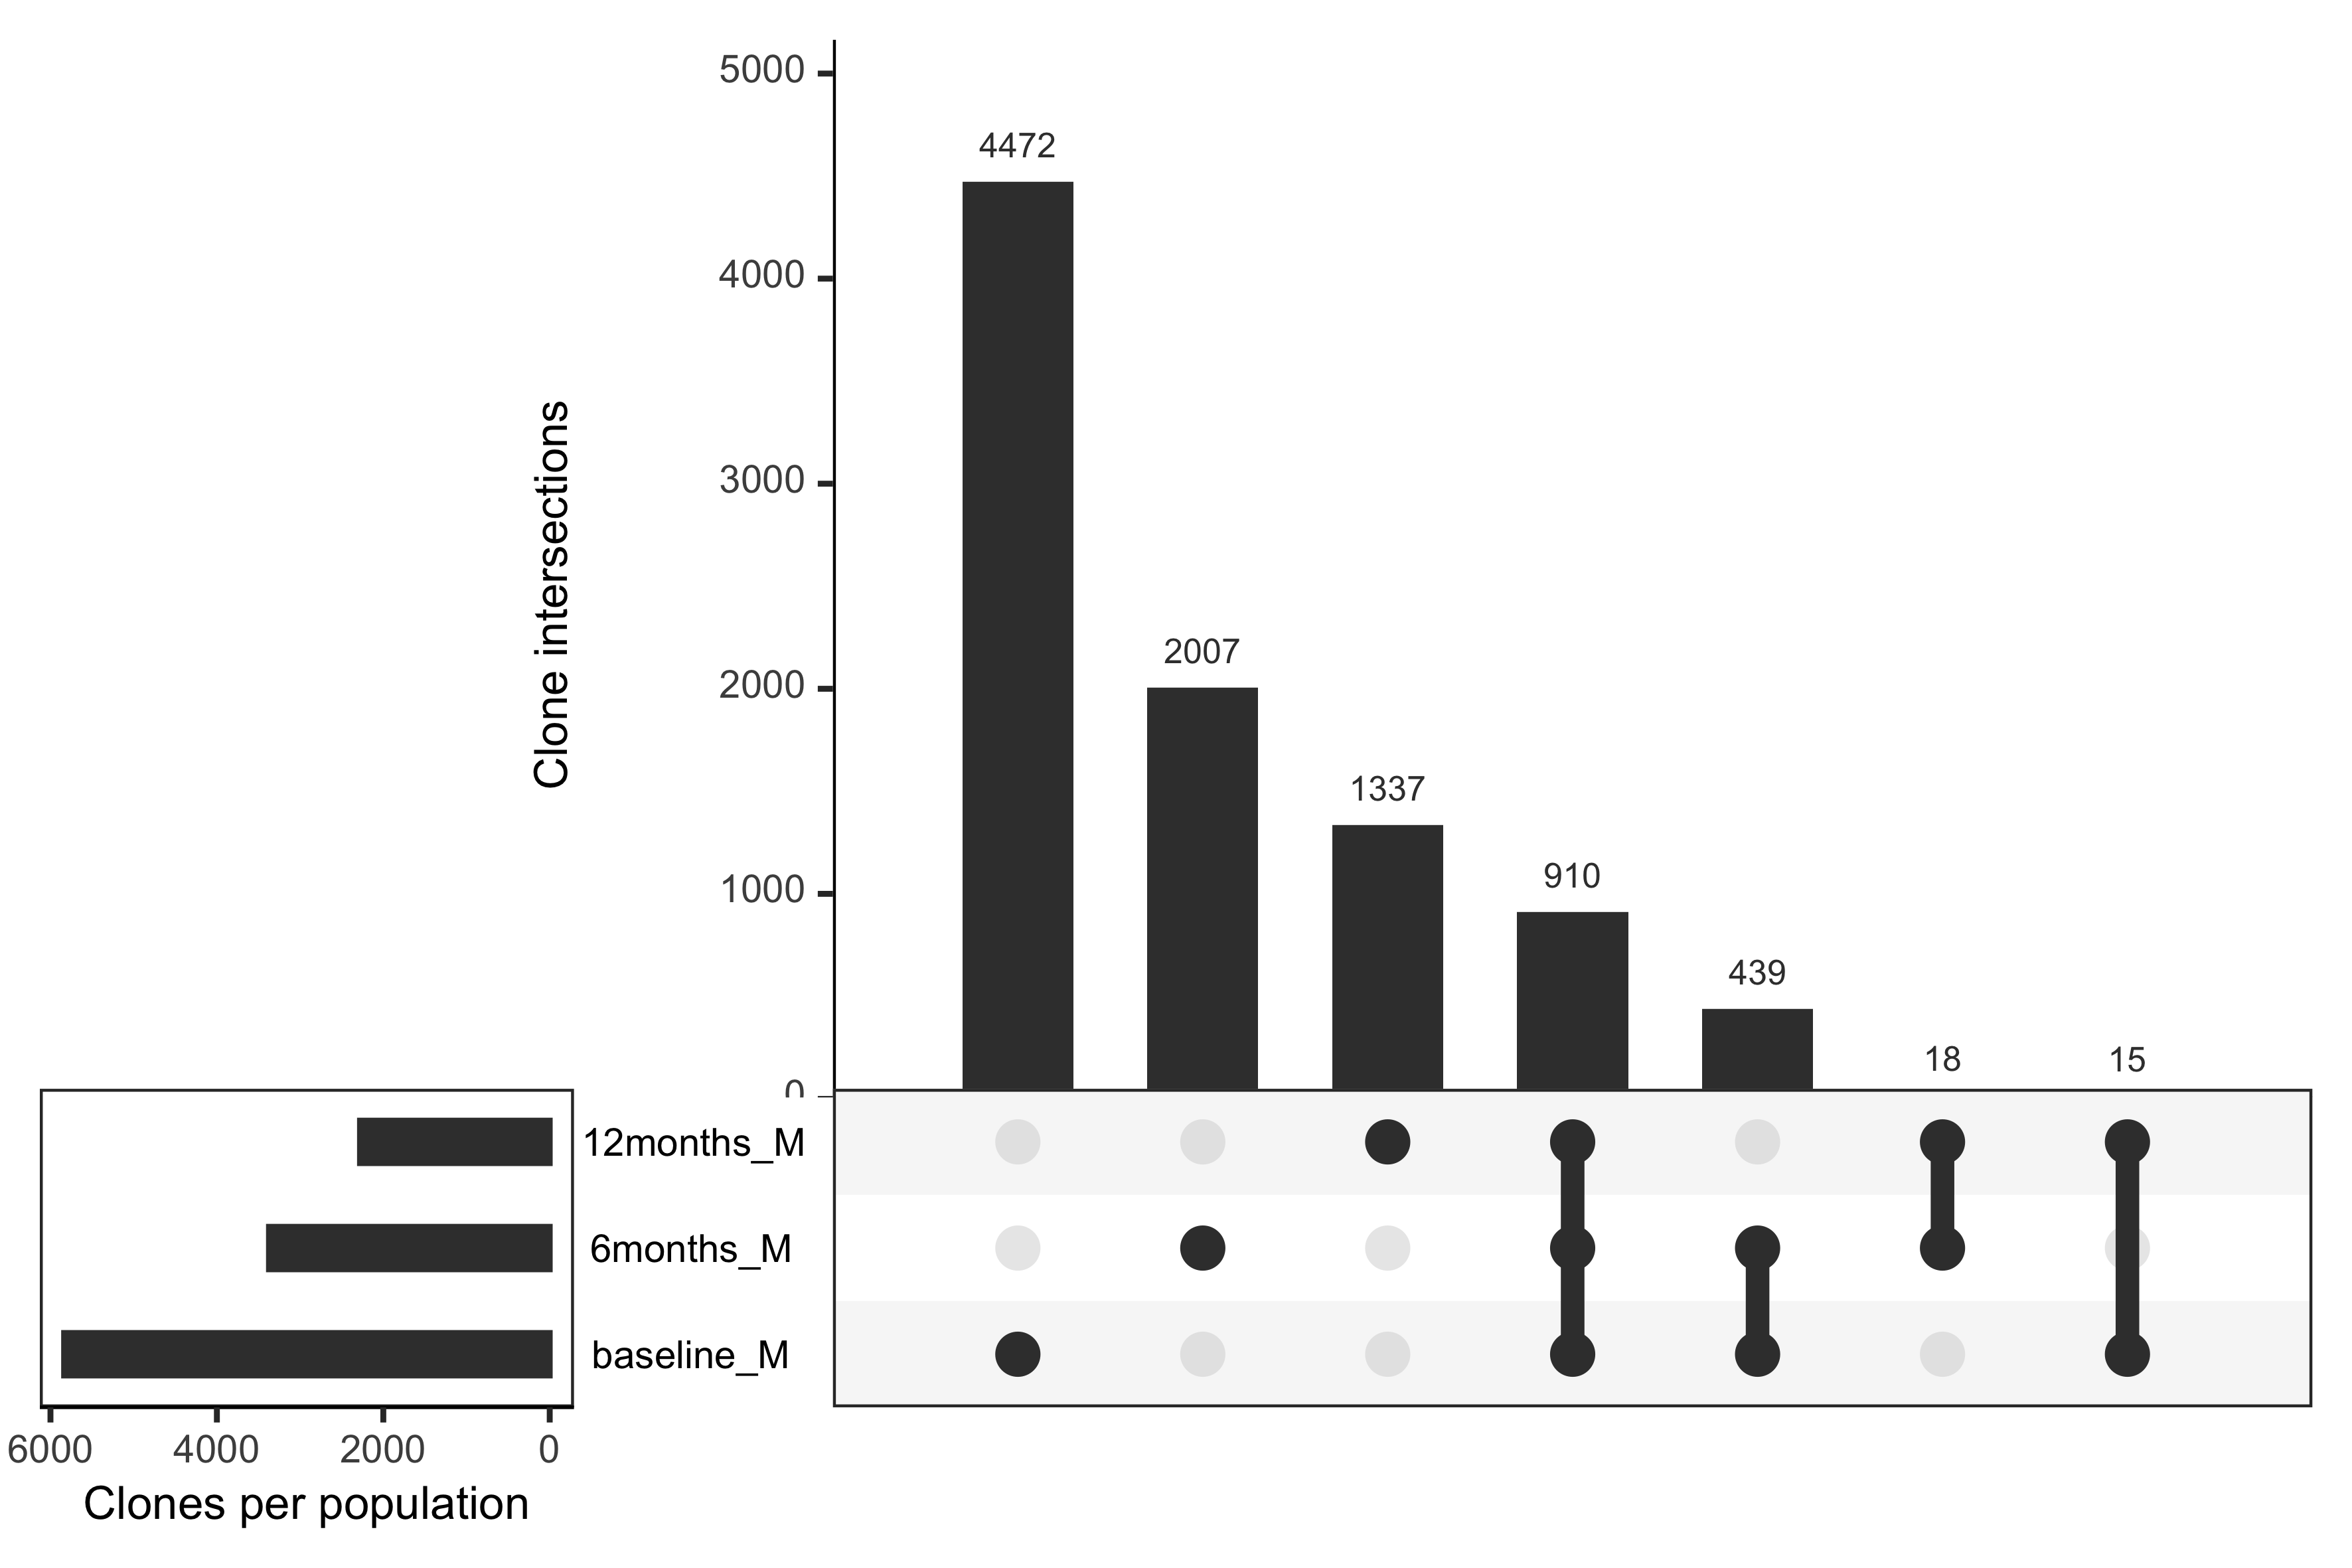 5000
4000
3000
2000
1000
0
Clone intersections
4472
2007
1337
910
439
18
15
12months_M
6months_M
baseline_M
6000 4000 2000 0
Clones per population